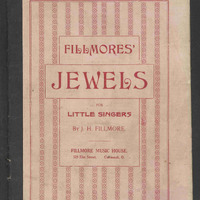 FILLMORES'
JEWELS
FOR
LITTLE SINGERS
BY J. H. FILLMORE.
FILLMORE MUSIC HOUSE,
Cincinnati, O.